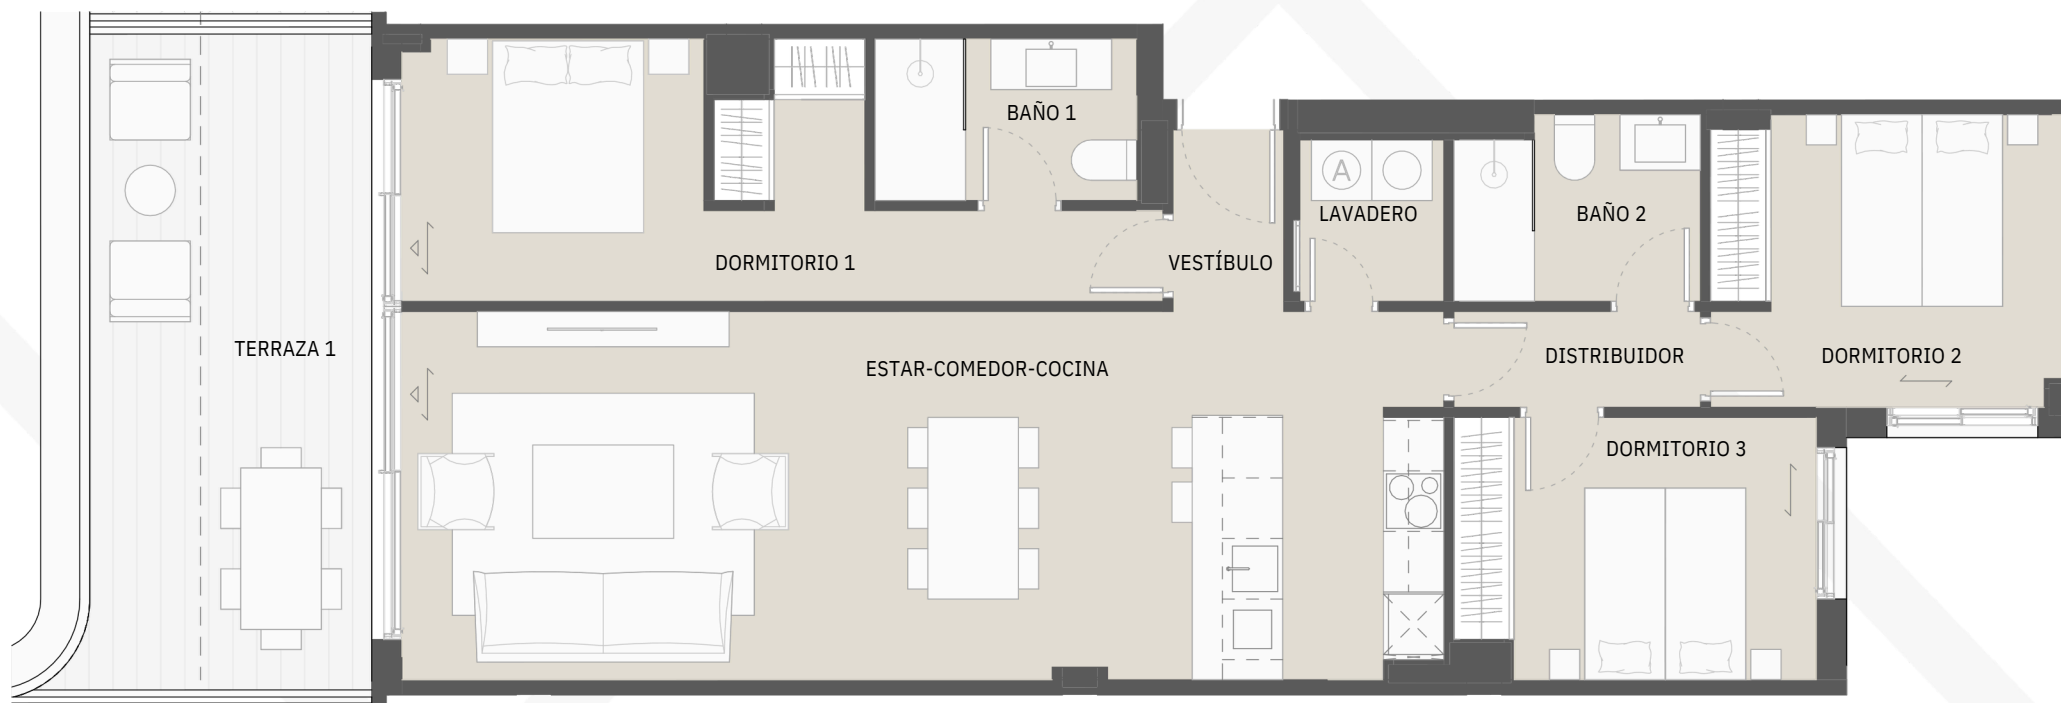 BAÑO 1
A
LAVADERO
BAÑO 2
DORMITORIO 1
VESTÍBULO
TERRAZA 1
ESTAR-COMEDOR-COCINA
DISTRIBUIDOR
DORMITORIO 2
DORMITORIO 3